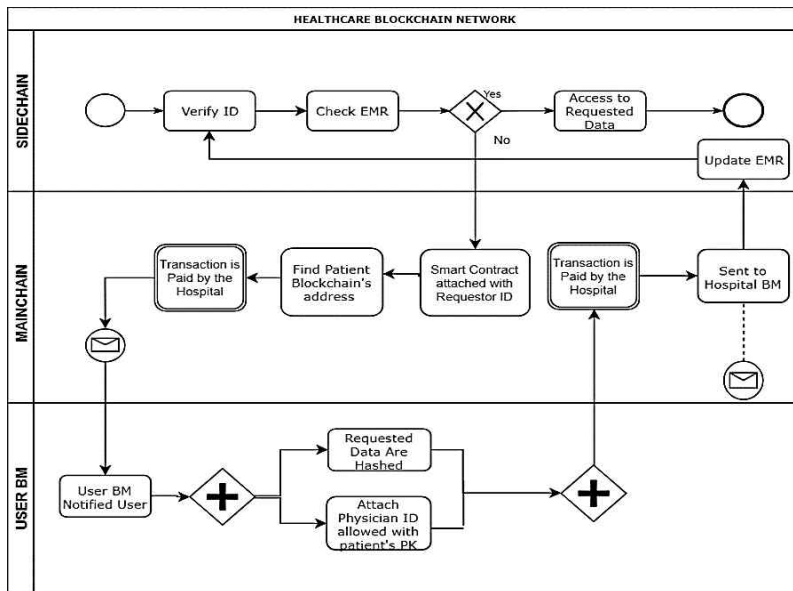 HEALTHCARE BLOCKCHAIN NETWORK
SIDECHAIN
Verify ID
Check EMR
Yes
No
Access to
Requested
Data
Update EMR
MAINCHAIN
Transaction is
Paid by the
Hospital
Find Patient
Blockchain's
address
Smart Contract
attached with
Requestor ID
Transaction is
Paid by the
Hospital
Sent to
Hospital BM
USER BM
User BM
Notified User
Requested
Data Are
Hashed
Attach
Physician ID
allowed with
patient's PK